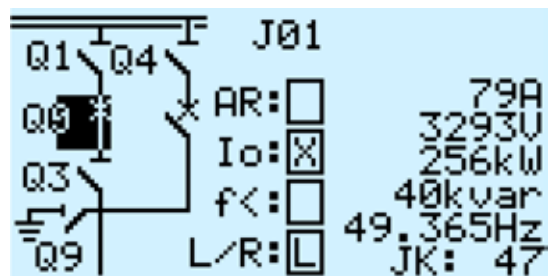 J01
Q1 Q4
Q0
Q3
Q9
AR:
Io: X
f<:
L/R: L
79A
3293V
256kW
40kvar
49.365Hz
JK: 47